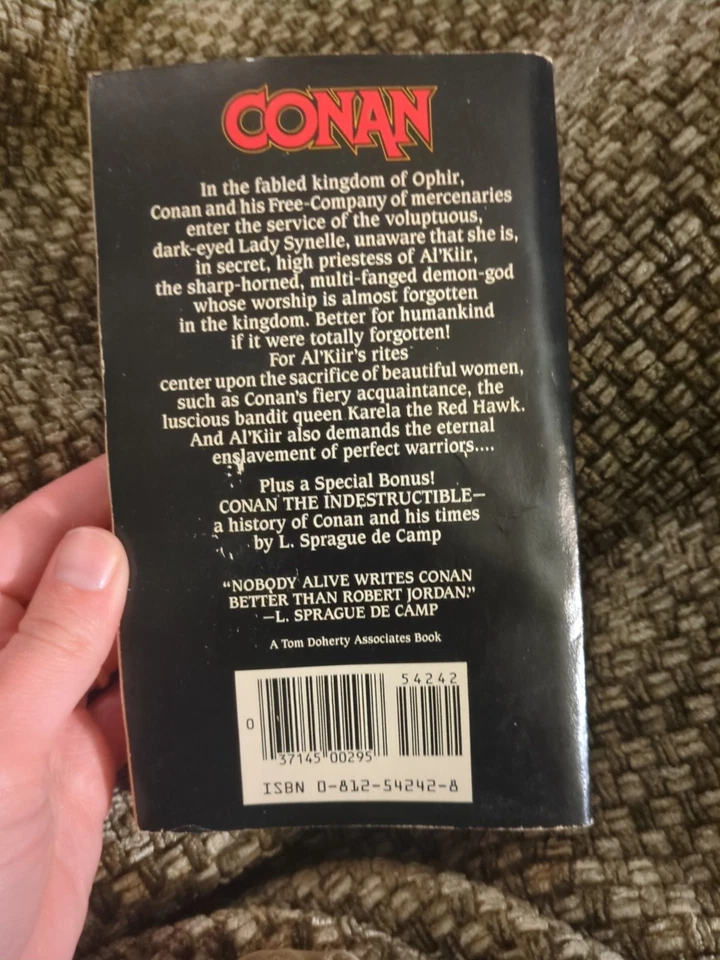 CONAN
In the fabled kingdom of Ophir,
Conan and his Free-Company of mercenaries
enter the service of the voluptuous,
dark-eyed Lady Synelle, unaware that she is,
in secret, high priestess of Al'Kiir,
the sharp-horned, multi-fanged demon-god
whose worship is almost forgotten
in the kingdom. Better for humankind
if it were totally forgotten!
For Al'Kiir's rites
center upon the sacrifice of beautiful women,
such as Conan's fiery acquaintance, the
luscious bandit queen Karela the Red Hawk.
And Al'Kiir also demands the eternal
enslavement of perfect warriors....
Plus a Special Bonus!
CONAN THE INDESTRUCTIBLE—
a history of Conan and his times
by L. Sprague de Camp
“NOBODY ALIVE WRITES CONAN
BETTER THAN ROBERT JORDAN.”
—L. SPRAGUE DE CAMP
A Tom Doherty Associates Book
54242
0
37145 00295
ISBN 0-812-54242-8